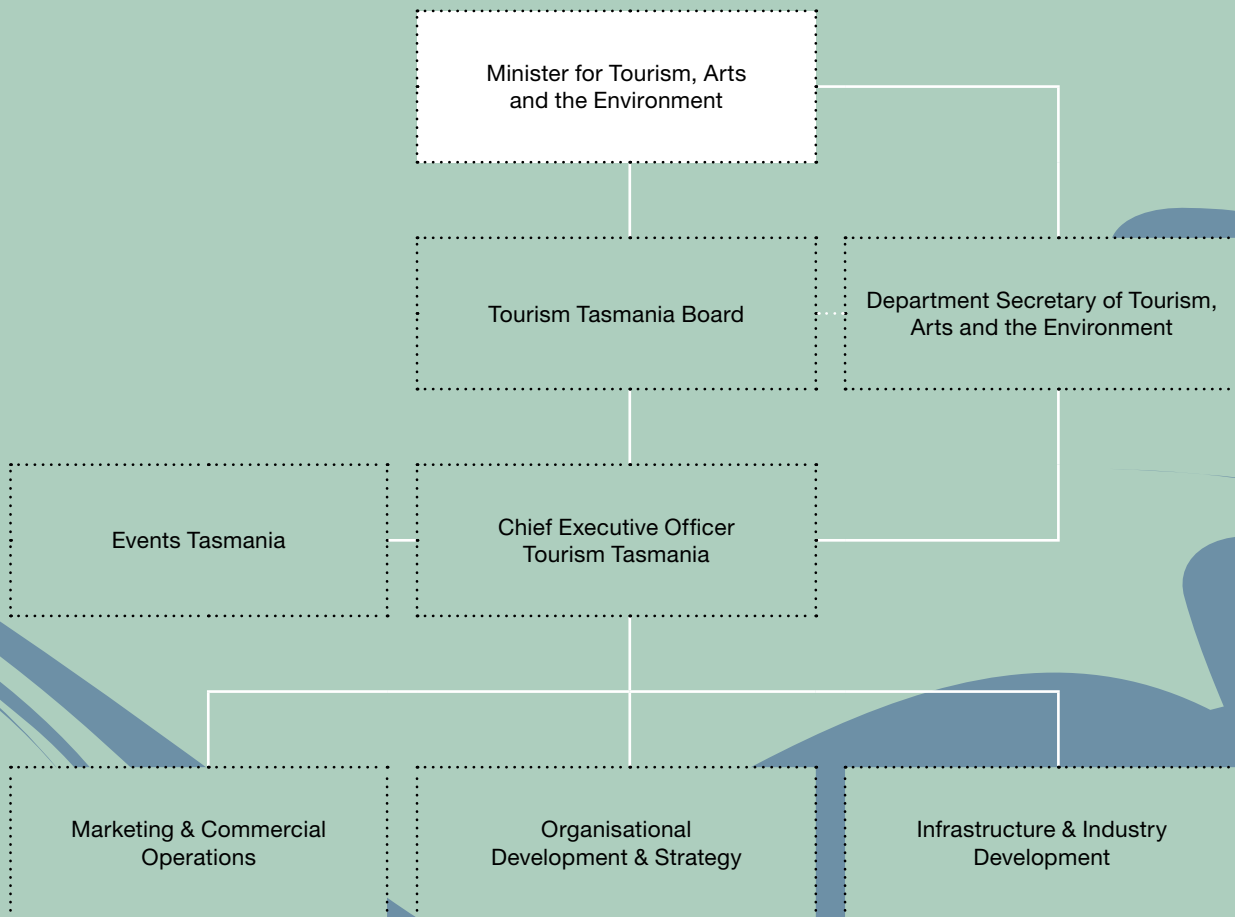 Minister for Tourism, Arts
and the Environment
Tourism Tasmania Board
Department Secretary of Tourism,
Arts and the Environment
Events Tasmania
Chief Executive Officer
Tourism Tasmania
Marketing & Commercial
Operations
Organisational
Development & Strategy
Infrastructure & Industry
Development